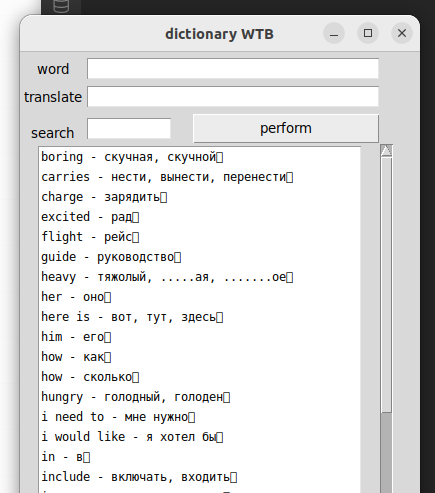 dictionary WTB
word
translate
search
perform
boring - скучная, скучной
carries - нести, вынести, перенести
charge - зарядить
excited - рад
flight - рейс
guide - руководство
heavy - тяжолый, .....ая, .......ое
her - оно
here is - вот, тут, здесь
him - его
how - как
how - сколько
hungry - голодный, голоден
i need to - мне нужно
i would like - я хотел бы
in - в
include - включать, входить